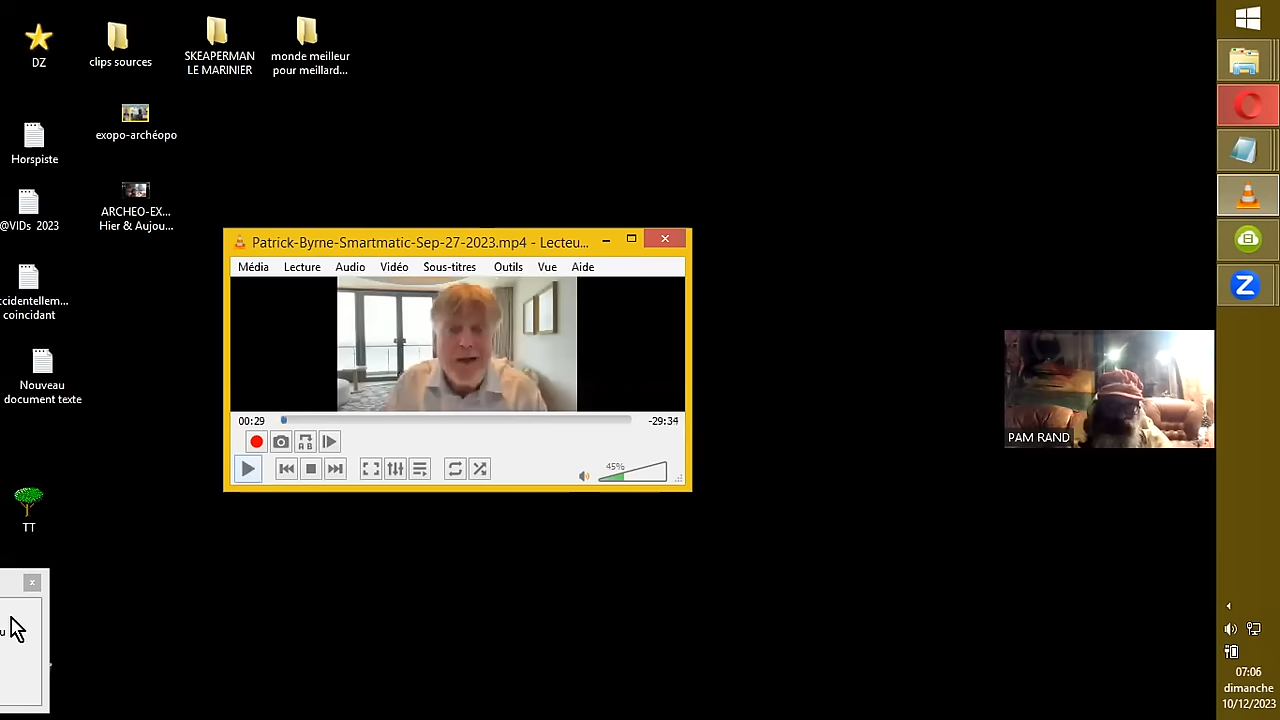 DZ
clips sources
SKEAPERMAN
LE MARINIER
monde meilleur
pour meillard...
exopo-archéopo
Horspiste
@VIDs 2023
ARCHEO-EX...
Hier & Aujou...
ccidentellem...
coincidant
Nouveau
document texte
TT
u
Patrick-Byrne-Smartmatic-Sep-27-2023.mp4 - Lecteu...
Média Lecture Audio Vidéo Sous-titres Outils Vue Aide
00:29
-29:34
A B
45%
PAM RAND
Z
07:06
dimanche
10/12/2023